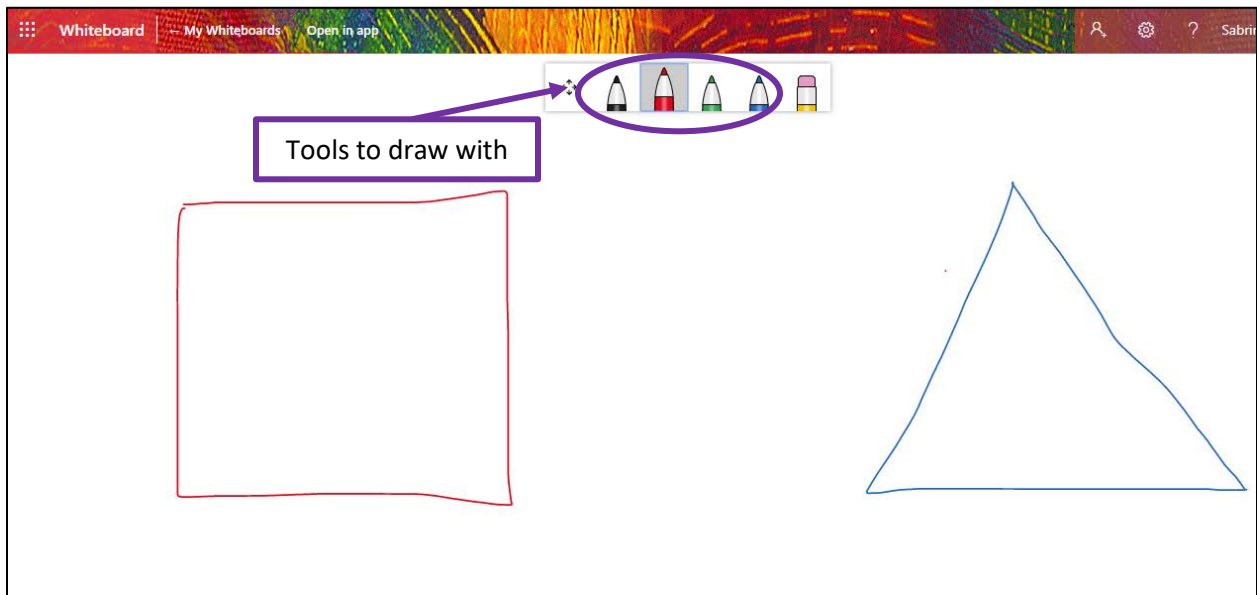 Whiteboard ← My Whiteboards Open in app ? Sabrin
Tools to draw with